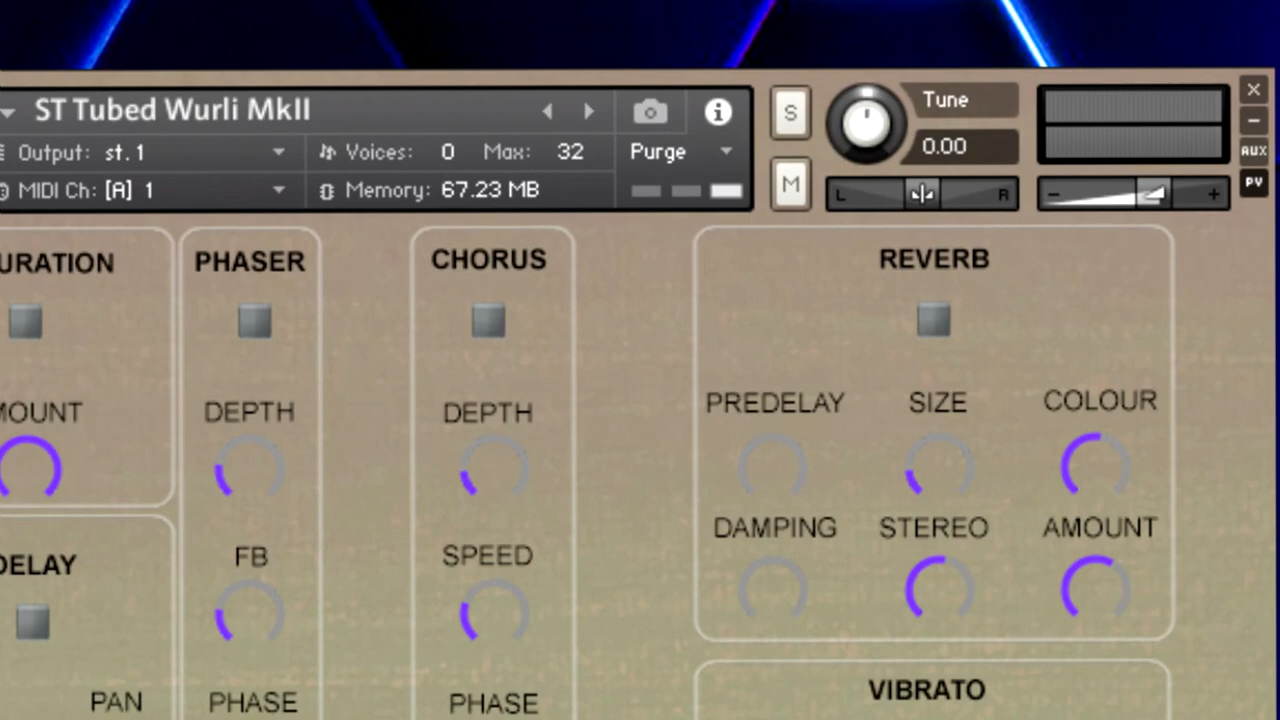 ST Tubed Wurli MkII
Output: st. 1
Voices: 0 Max: 32
Purge
MIDI Ch: [A] 1
Memory: 67.23 MB
S
M
Tune
0.00
L
R
AUX
PV
URATION
PHASER
CHORUS
REVERB
MOUNT
DEPTH
DEPTH
PREDELAY
SIZE
COLOUR
DAMPING
STEREO
AMOUNT
FB
SPEED
DELAY
PAN
PHASE
PHASE
VIBRATO